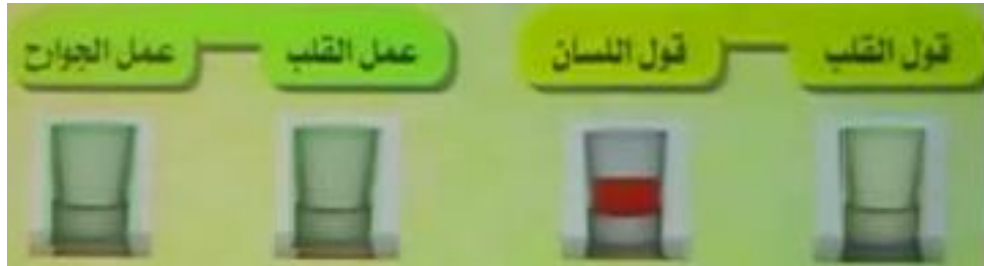 قول القلب
قول اللسان
عمل القلب
عمل الجوارح